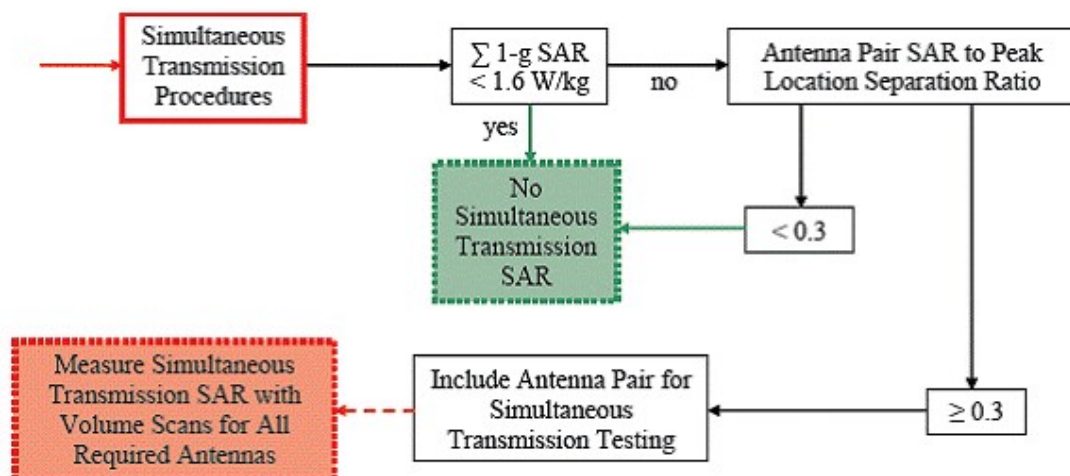 Simultaneous
Transmission
Procedures
∑ 1-g SAR
< 1.6 W/kg
no
yes
Antenna Pair SAR to Peak
Location Separation Ratio
No
Simultaneous
Transmission
SAR
< 0.3
Measure Simultaneous
Transmission SAR with
Volume Scans for All
Required Antennas
Include Antenna Pair for
Simultaneous
Transmission Testing
≥ 0.3